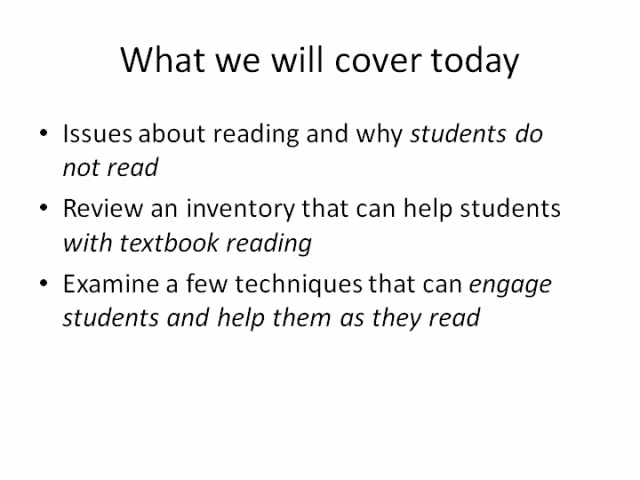 What we will cover today
• Issues about reading and why students do
not read
• Review an inventory that can help students
with textbook reading
• Examine a few techniques that can engage
students and help them as they read